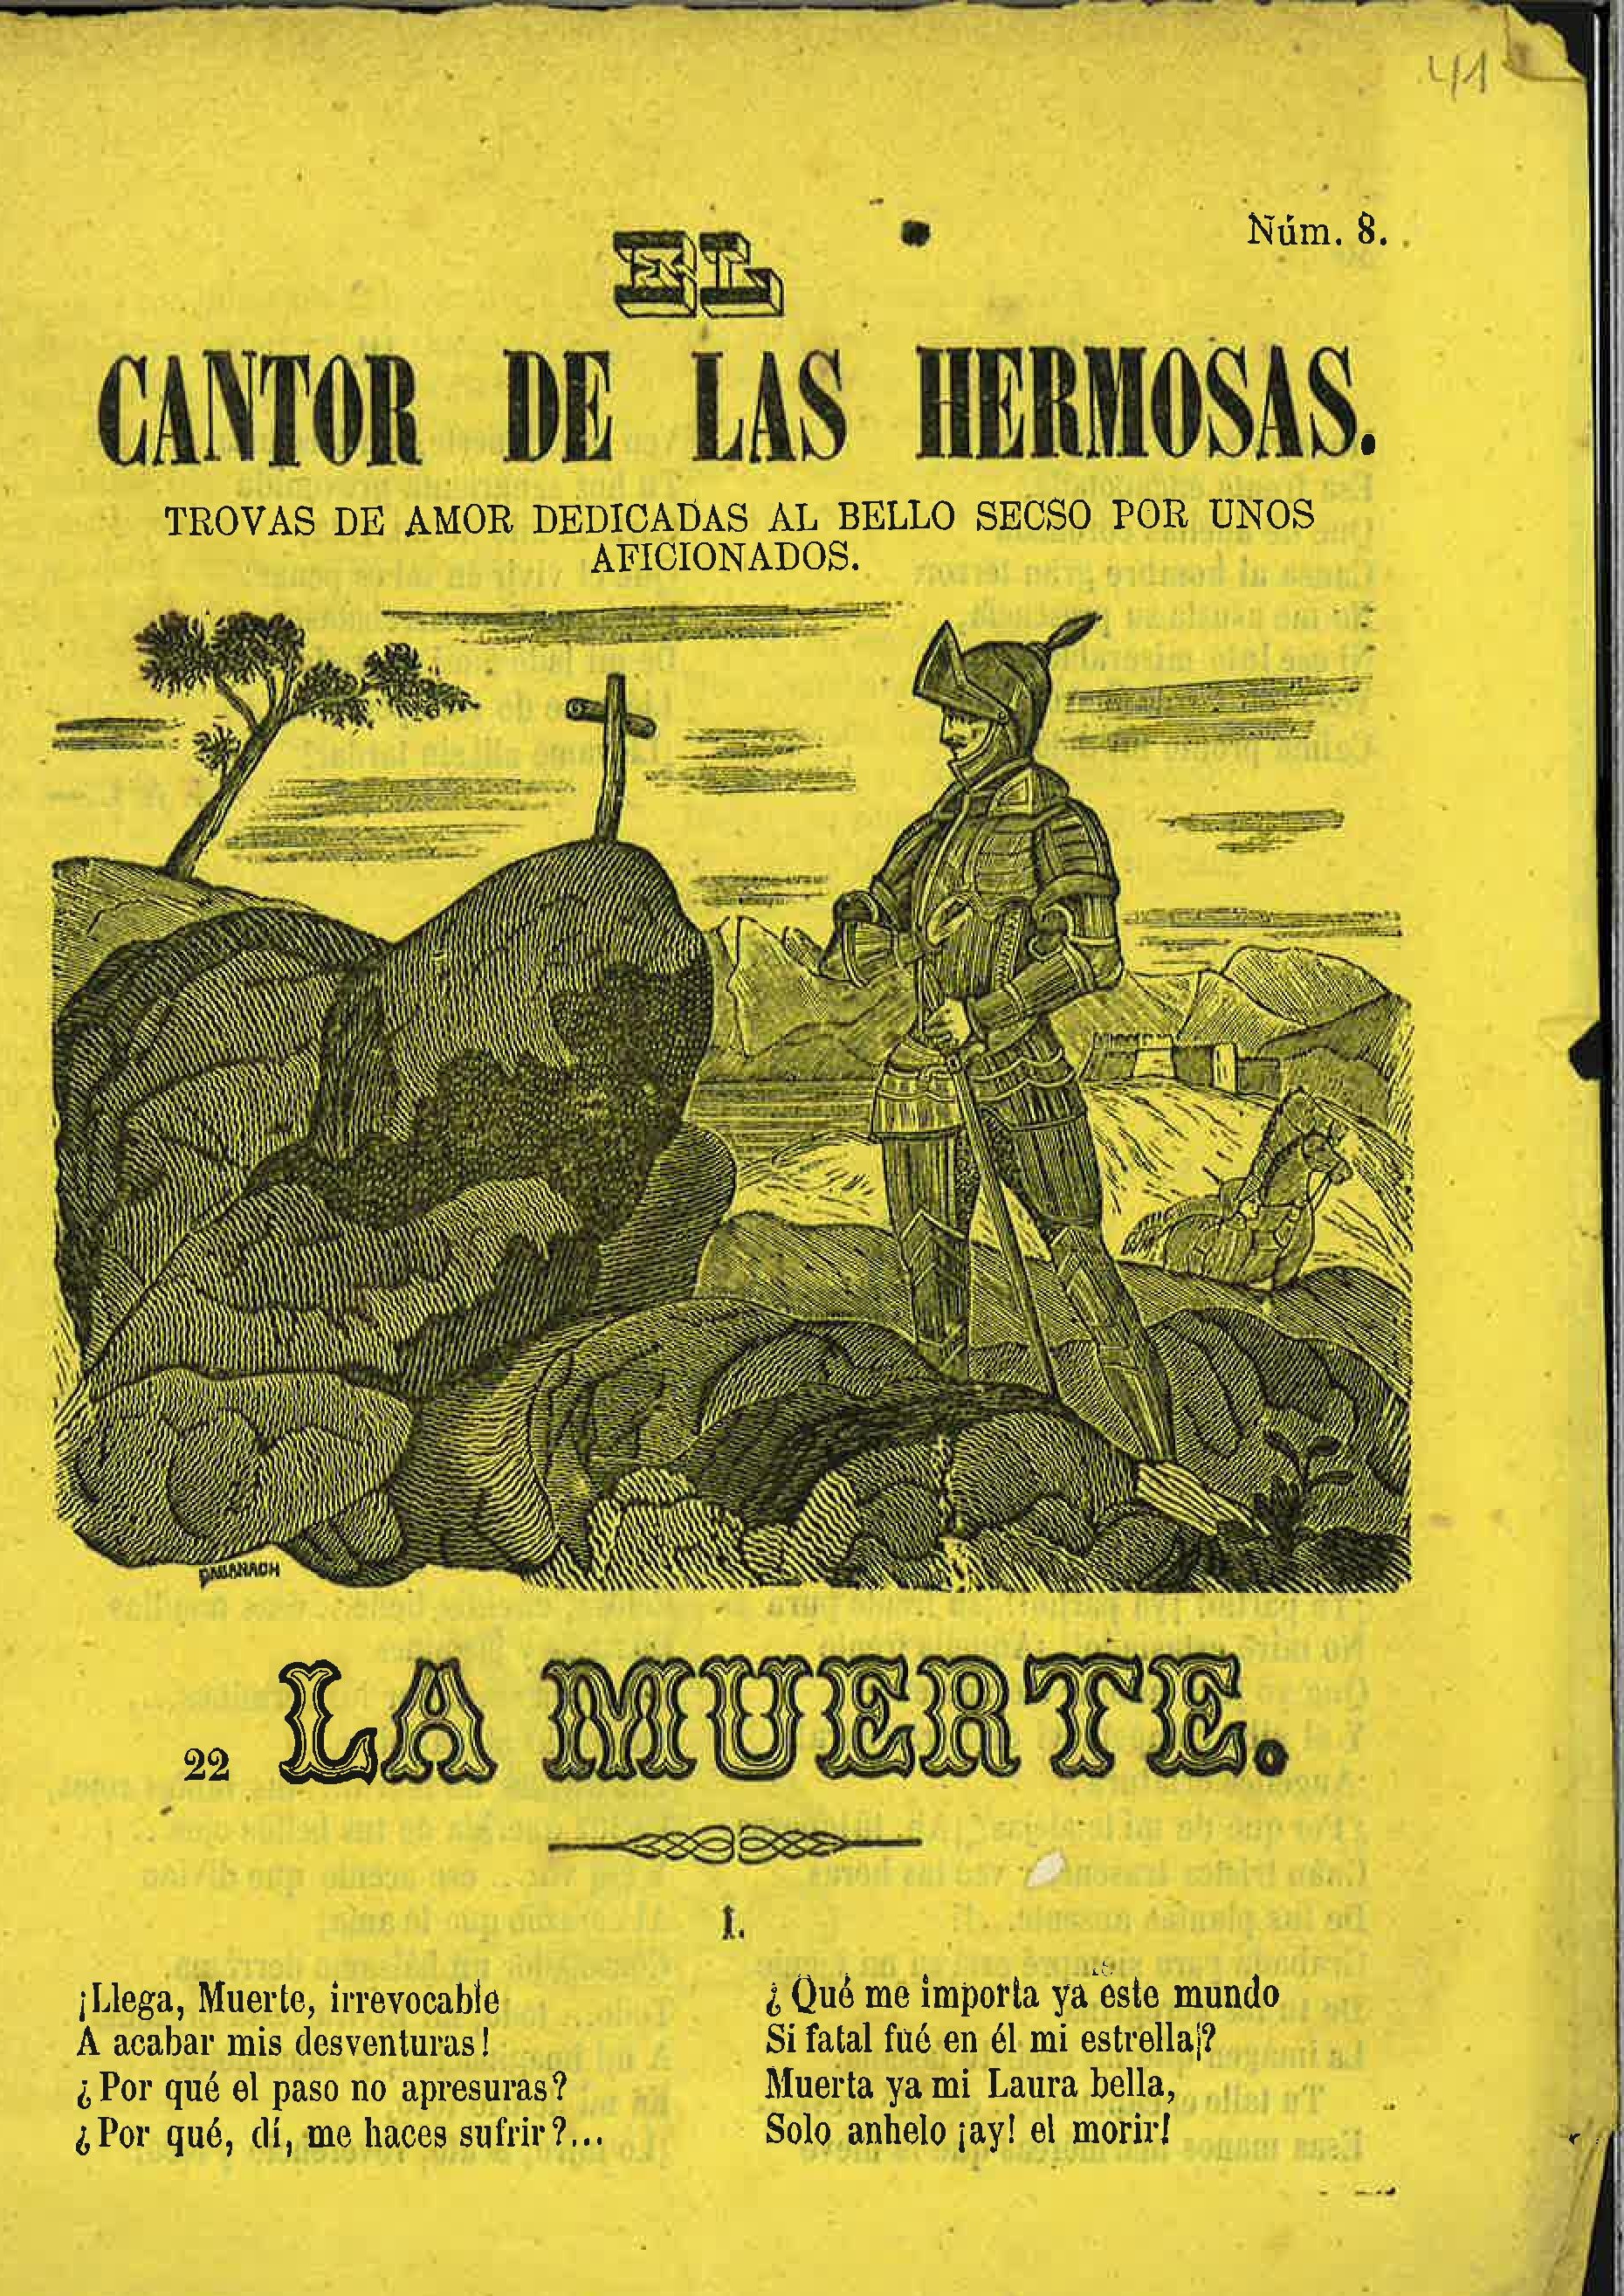 41
Núm. 8.
EL
CANTOR DE LAS HERMOSAS.
TROVAS DE AMOR DEDICADAS AL BELLO SECSO POR UNOS
AFICIONADOS.
22 LA MUERTE.
I.
¡Llega, Muerte, irrevocable
A acabar mis desventuras!
¿Por qué el paso no apresuras?
¿Por qué, dí, me haces sufrir?...
¿Qué me importa ya este mundo
Si fatal fué en él mi estrella?
Muerta ya mi Laura bella,
Solo anhelo ¡ay! el morir!